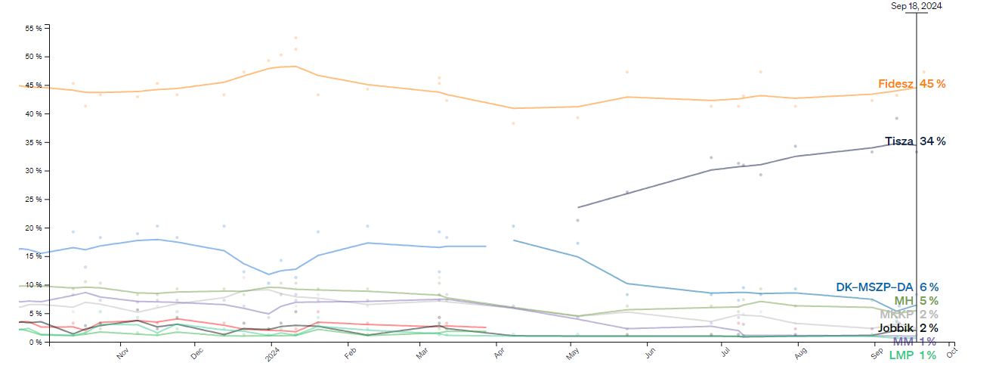 Sep 18, 2024
55 %
50 %
45 %
Fidesz 45 %
40 %
35 %
Tisza 34 %
30 %
25 %
20 %
15 %
10 %
DK–MSZP–DA 6 %
MH 5 %
5 %
MKKP 2 %
Jobbik 2 %
MM 1 %
0 %
LMP 1 %
Nov Dec 2024 Feb Mar Apr May Jun Jul Aug Sep Oct